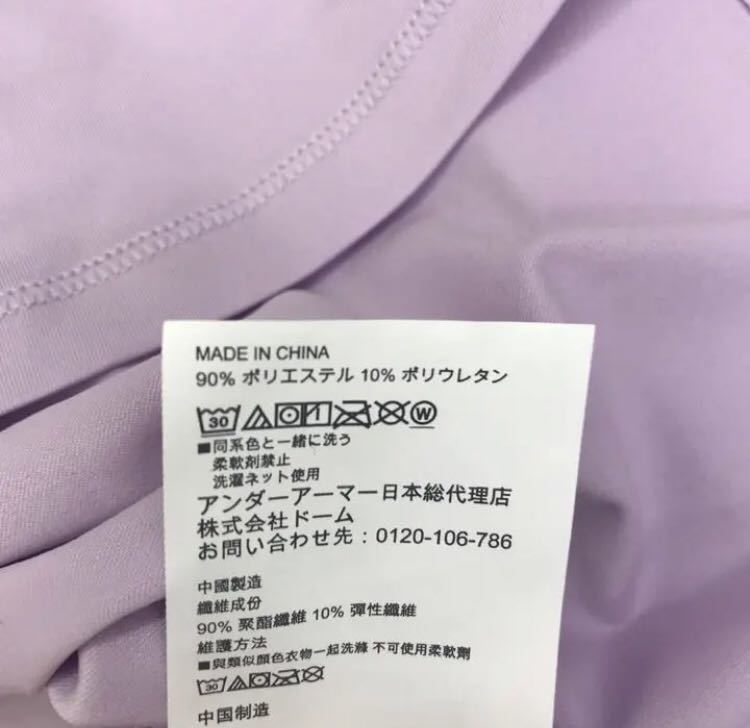 MADE IN CHINA
90% ポリエステル 10% ポリウレタン
30 W
■同系色と一緒に洗う
柔軟剤禁止
洗濯ネット使用
アンダーアーマー日本総代理店
株式会社ドーム
お問い合わせ先：0120-106-786
中國製造
纖維成份
90% 聚酯纖維 10% 彈性纖維
維護方法
■與類似顏色衣物一起洗滌 不可使用柔軟劑
30
中国制造